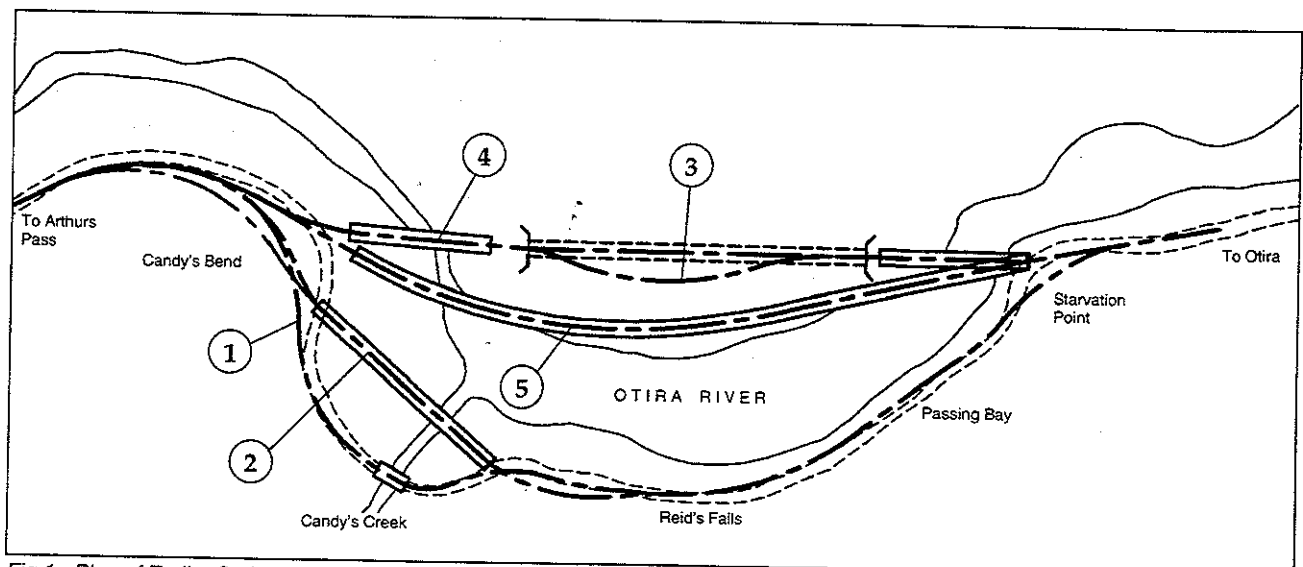 4
3
To Arthurs
Pass
Candy's Bend
To Otira
Starvation
Point
1
5
OTIRA RIVER
Passing Bay
2
Candy's Creek
Reid's Falls